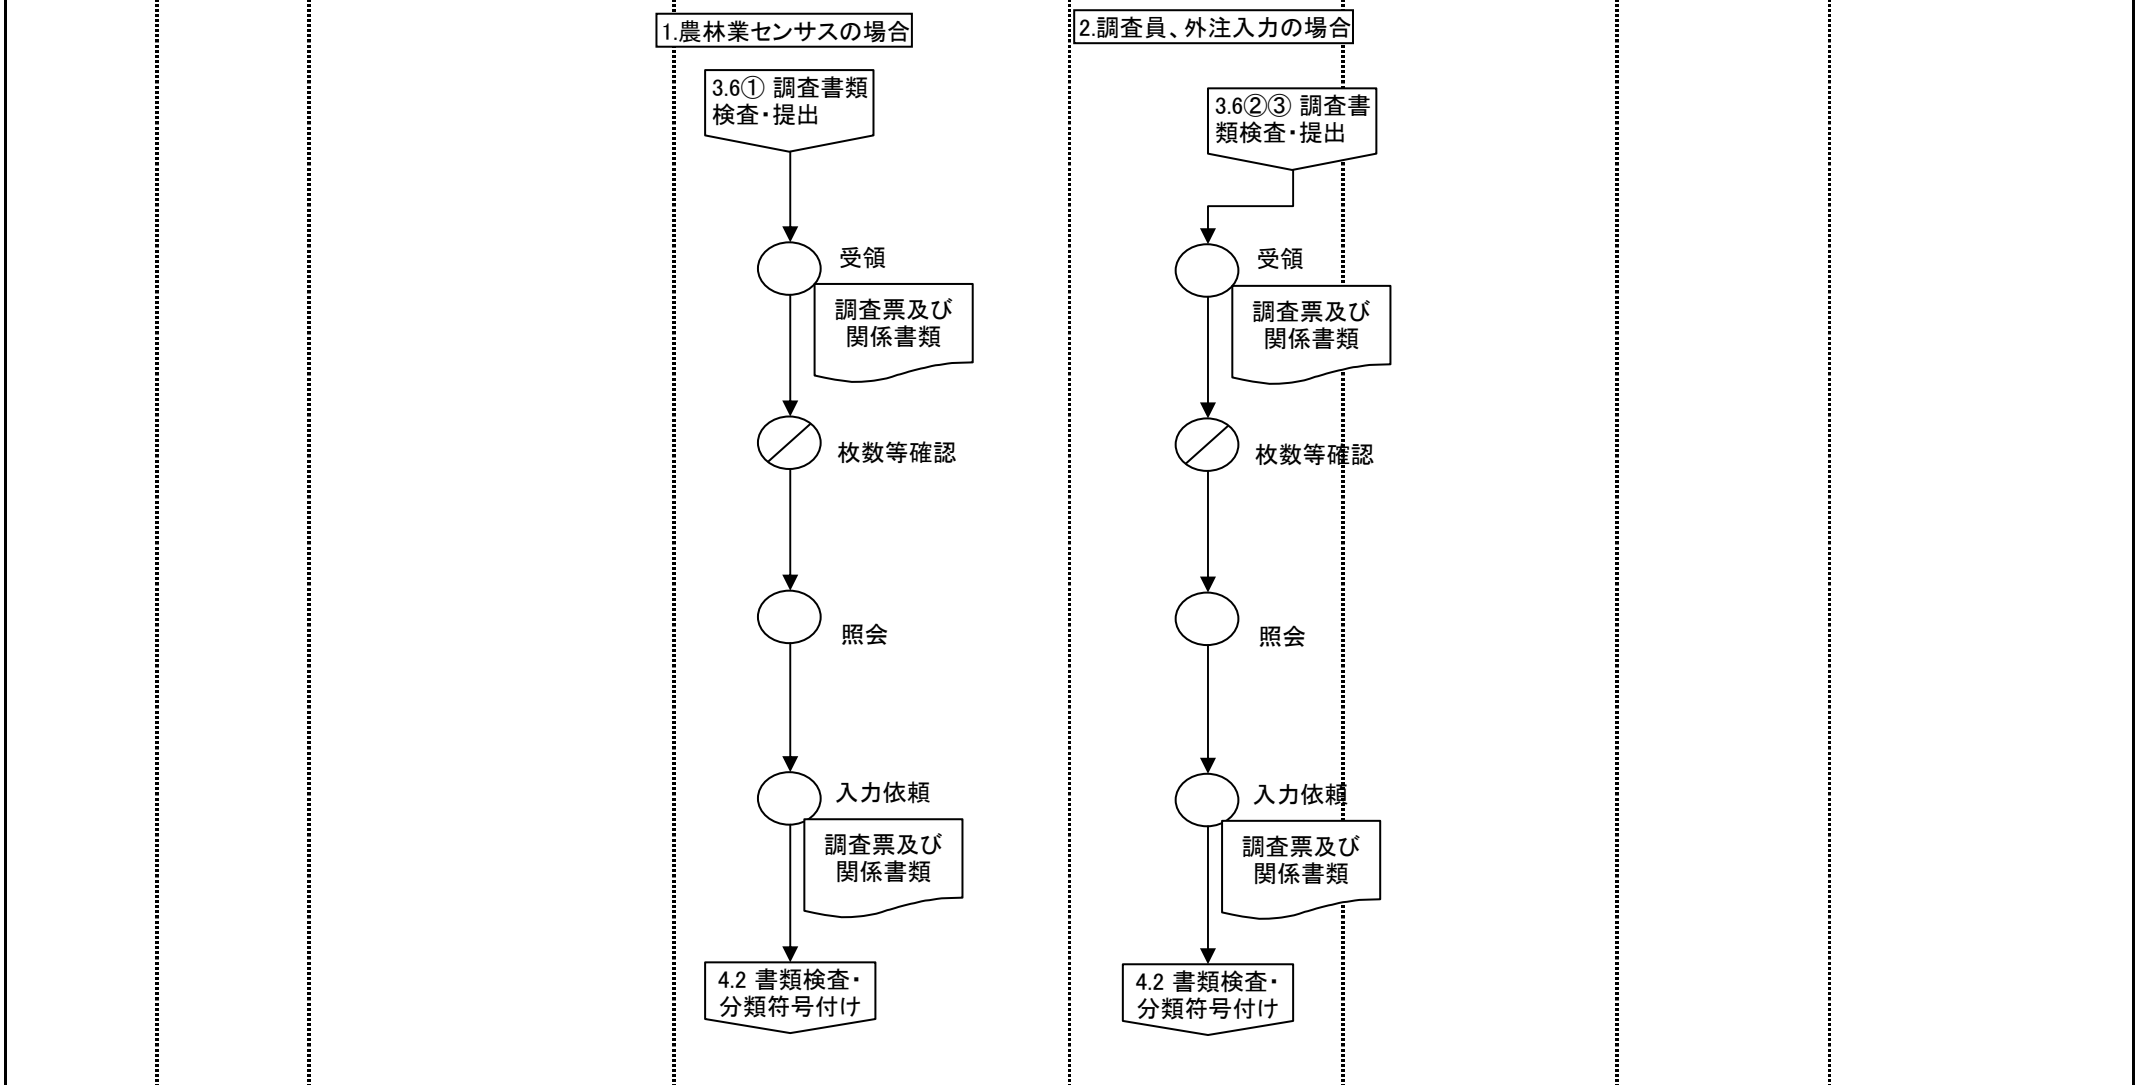 1.農林業センサスの場合
3.6① 調査書類
検査・提出
受領
調査票及び
関係書類
枚数等確認
照会
入力依頼
調査票及び
関係書類
4.2 書類検査・
分類符号付け
2.調査員、外注入力の場合
3.6②③ 調査書
類検査・提出
受領
調査票及び
関係書類
枚数等確認
照会
入力依頼
調査票及び
関係書類
4.2 書類検査・
分類符号付け